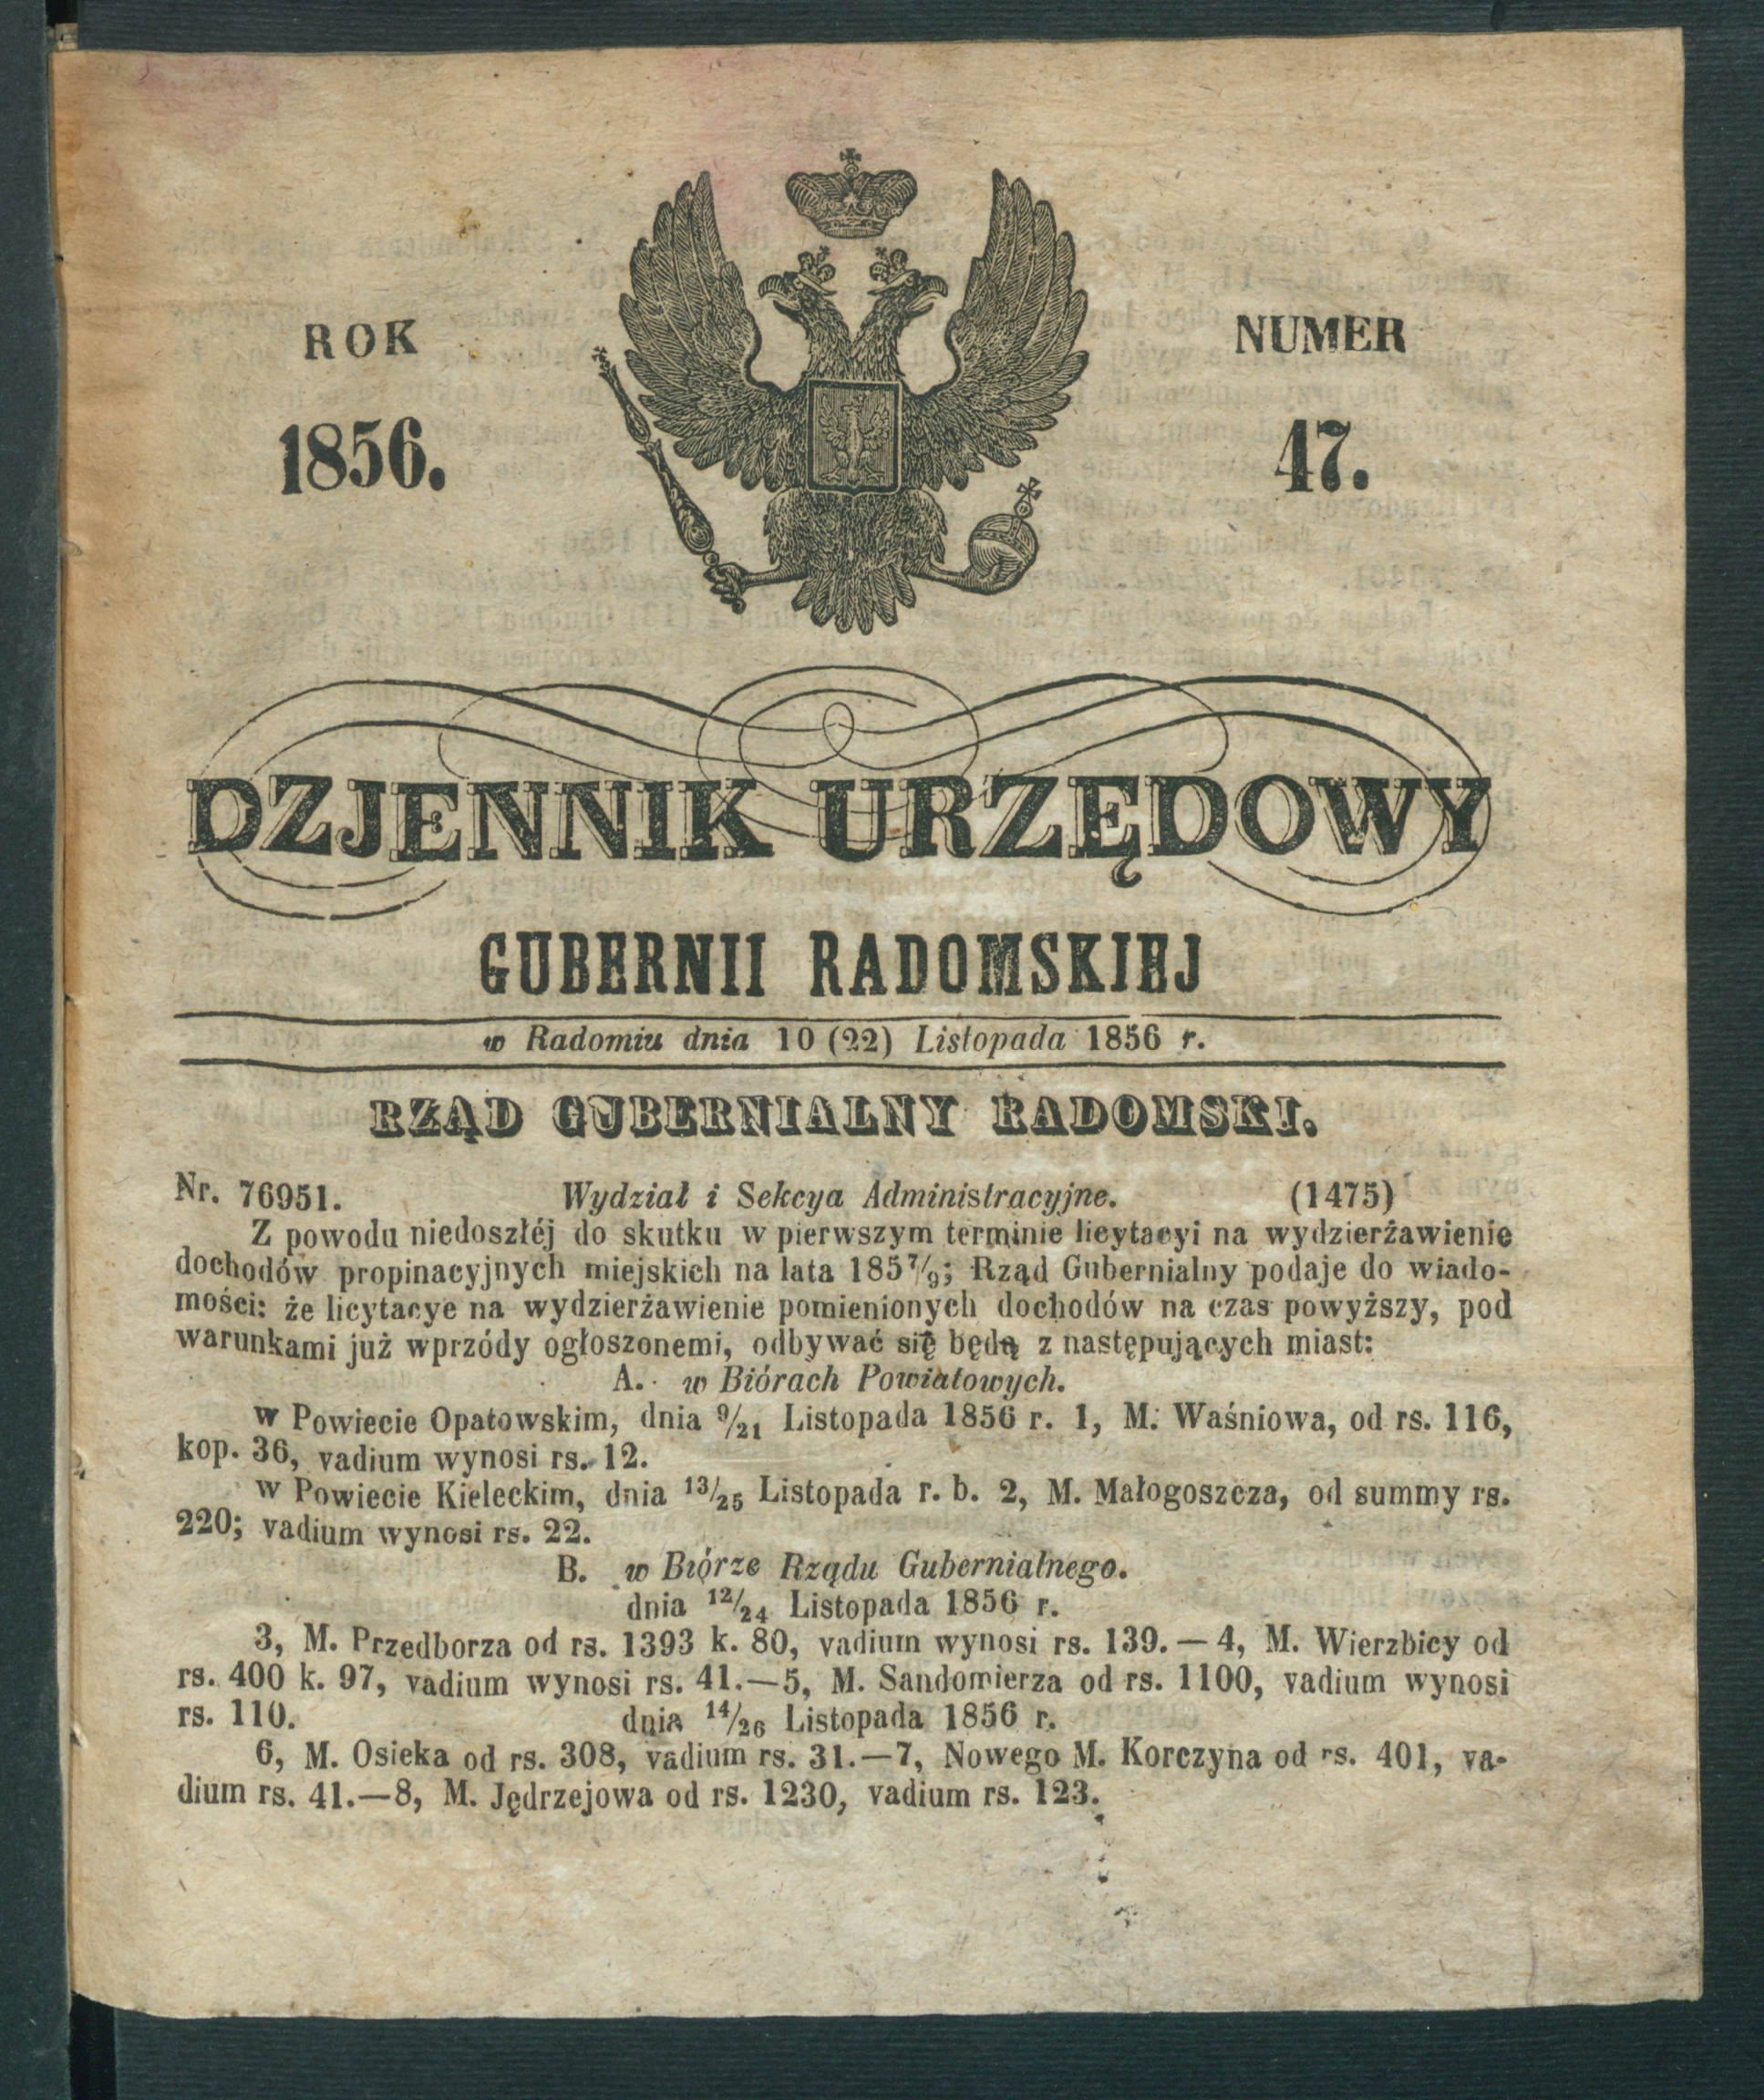 ROK
1856.
NUMER
47.
DZJENNIK URZĘDOWY
GUBERNII RADOMSKIEJ
w Radomiu dnia 10 (22) Listopada 1856 r.
RZĄD GUBERNIALNY RADOMSKI.
Nr. 76951. Wydział i Sekcya Administracyjne. (1475)
Z powodu niedoszłéj do skutku w pierwszym terminie licytacyi na wydzierżawienie
dochodów propinacyjnych miejskich na lata 185⁷/₉; Rząd Gubernialny podaje do wiado-
mości: że licytacye na wydzierżawienie pomienionych dochodów na czas powyższy, pod
warunkami już wprzódy ogłoszonemi, odbywać się będą z następujących miast:
A. w Biórach Powiatowych.
w Powiecie Opatowskim, dnia ⁹/₂₁ Listopada 1856 r. 1, M. Waśniowa, od rs. 116,
kop. 36, vadium wynosi rs. 12.
w Powiecie Kieleckim, dnia ¹³/₂₅ Listopada r. b. 2, M. Małogoszcza, od summy rs.
220; vadium wynosi rs. 22.
B. w Biórze Rządu Gubernialnego.
dnia ¹²/₂₄ Listopada 1856 r.
3, M. Przedborza od rs. 1393 k. 80, vadium wynosi rs. 139. — 4, M. Wierzbicy od
rs. 400 k. 97, vadium wynosi rs. 41.—5, M. Sandomierza od rs. 1100, vadium wynosi
rs. 110. dnia ¹⁴/₂₆ Listopada 1856 r.
6, M. Osieka od rs. 308, vadium rs. 31.—7, Nowego M. Korczyna od rs. 401, va-
dium rs. 41.—8, M. Jędrzejowa od rs. 1230, vadium rs. 123.